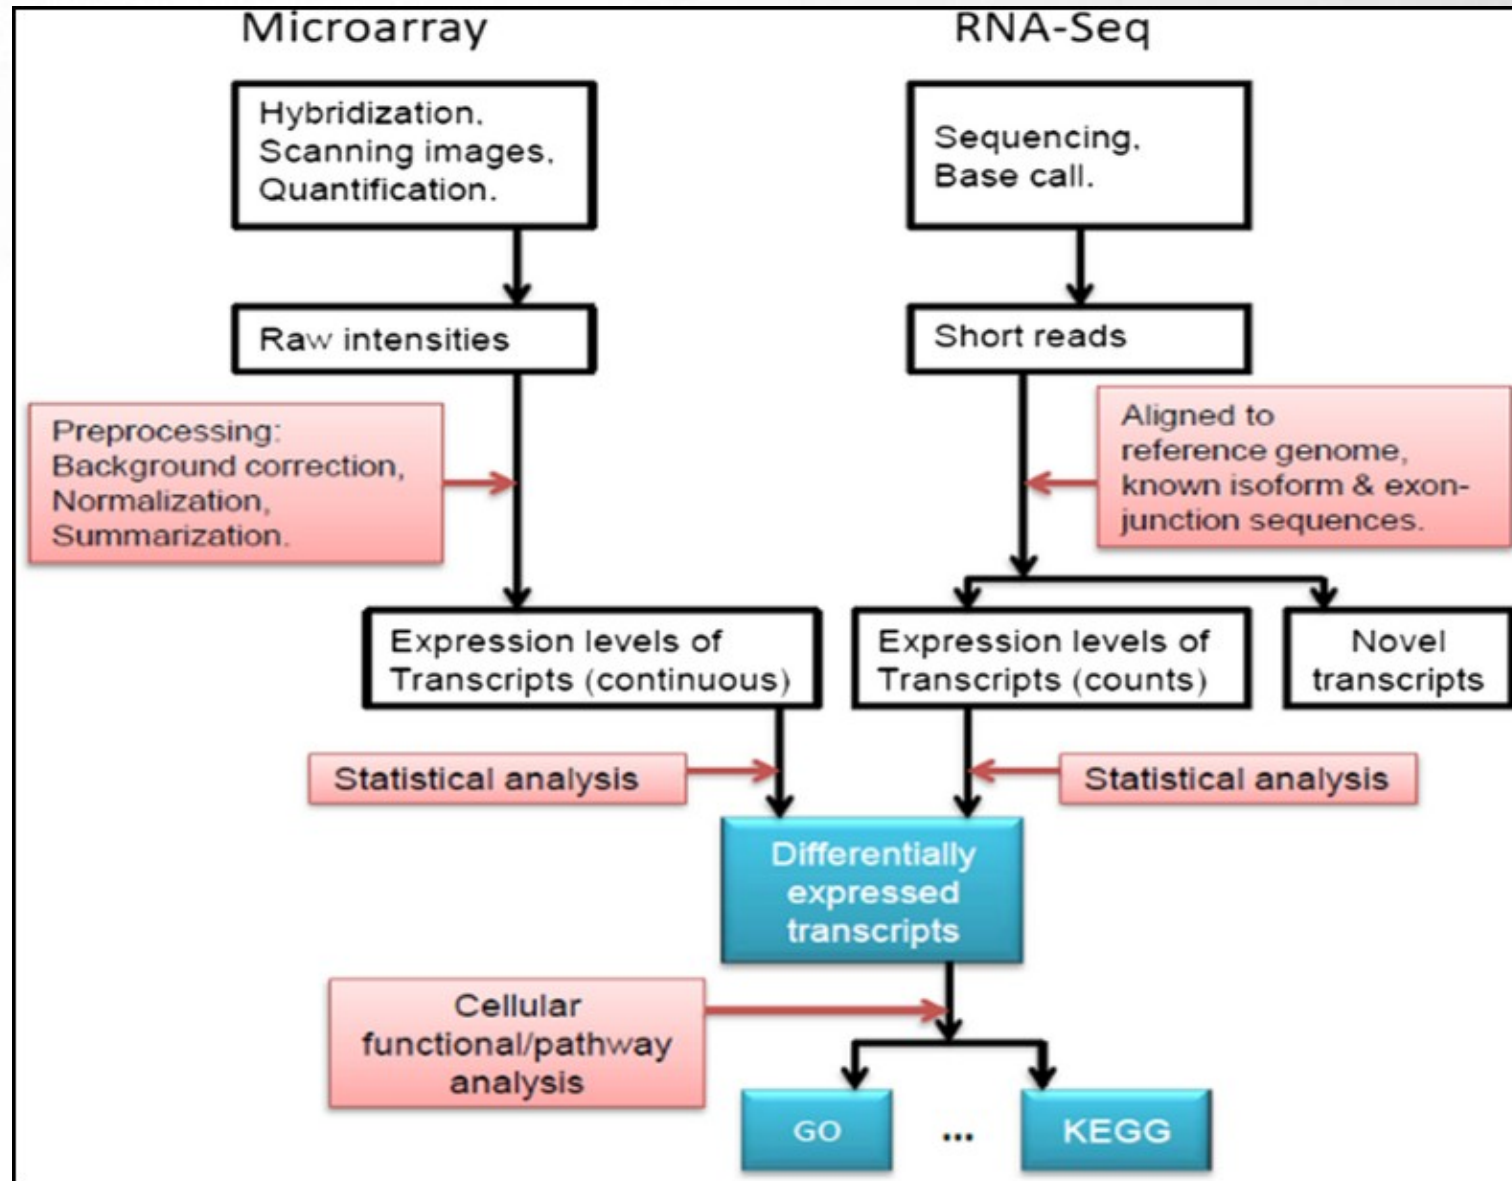 Microarray
RNA-Seq
Hybridization.
Scanning images.
Quantification.
Sequencing.
Base call.
Raw intensities
Short reads
Preprocessing:
Background correction,
Normalization,
Summarization.
Aligned to
reference genome,
known isoform & exon-
junction sequences.
Expression levels of
Transcripts (continuous)
Expression levels of
Transcripts (counts)
Novel
transcripts
Statistical analysis
Statistical analysis
Differentially
expressed
transcripts
Cellular
functional/pathway
analysis
GO
...
KEGG